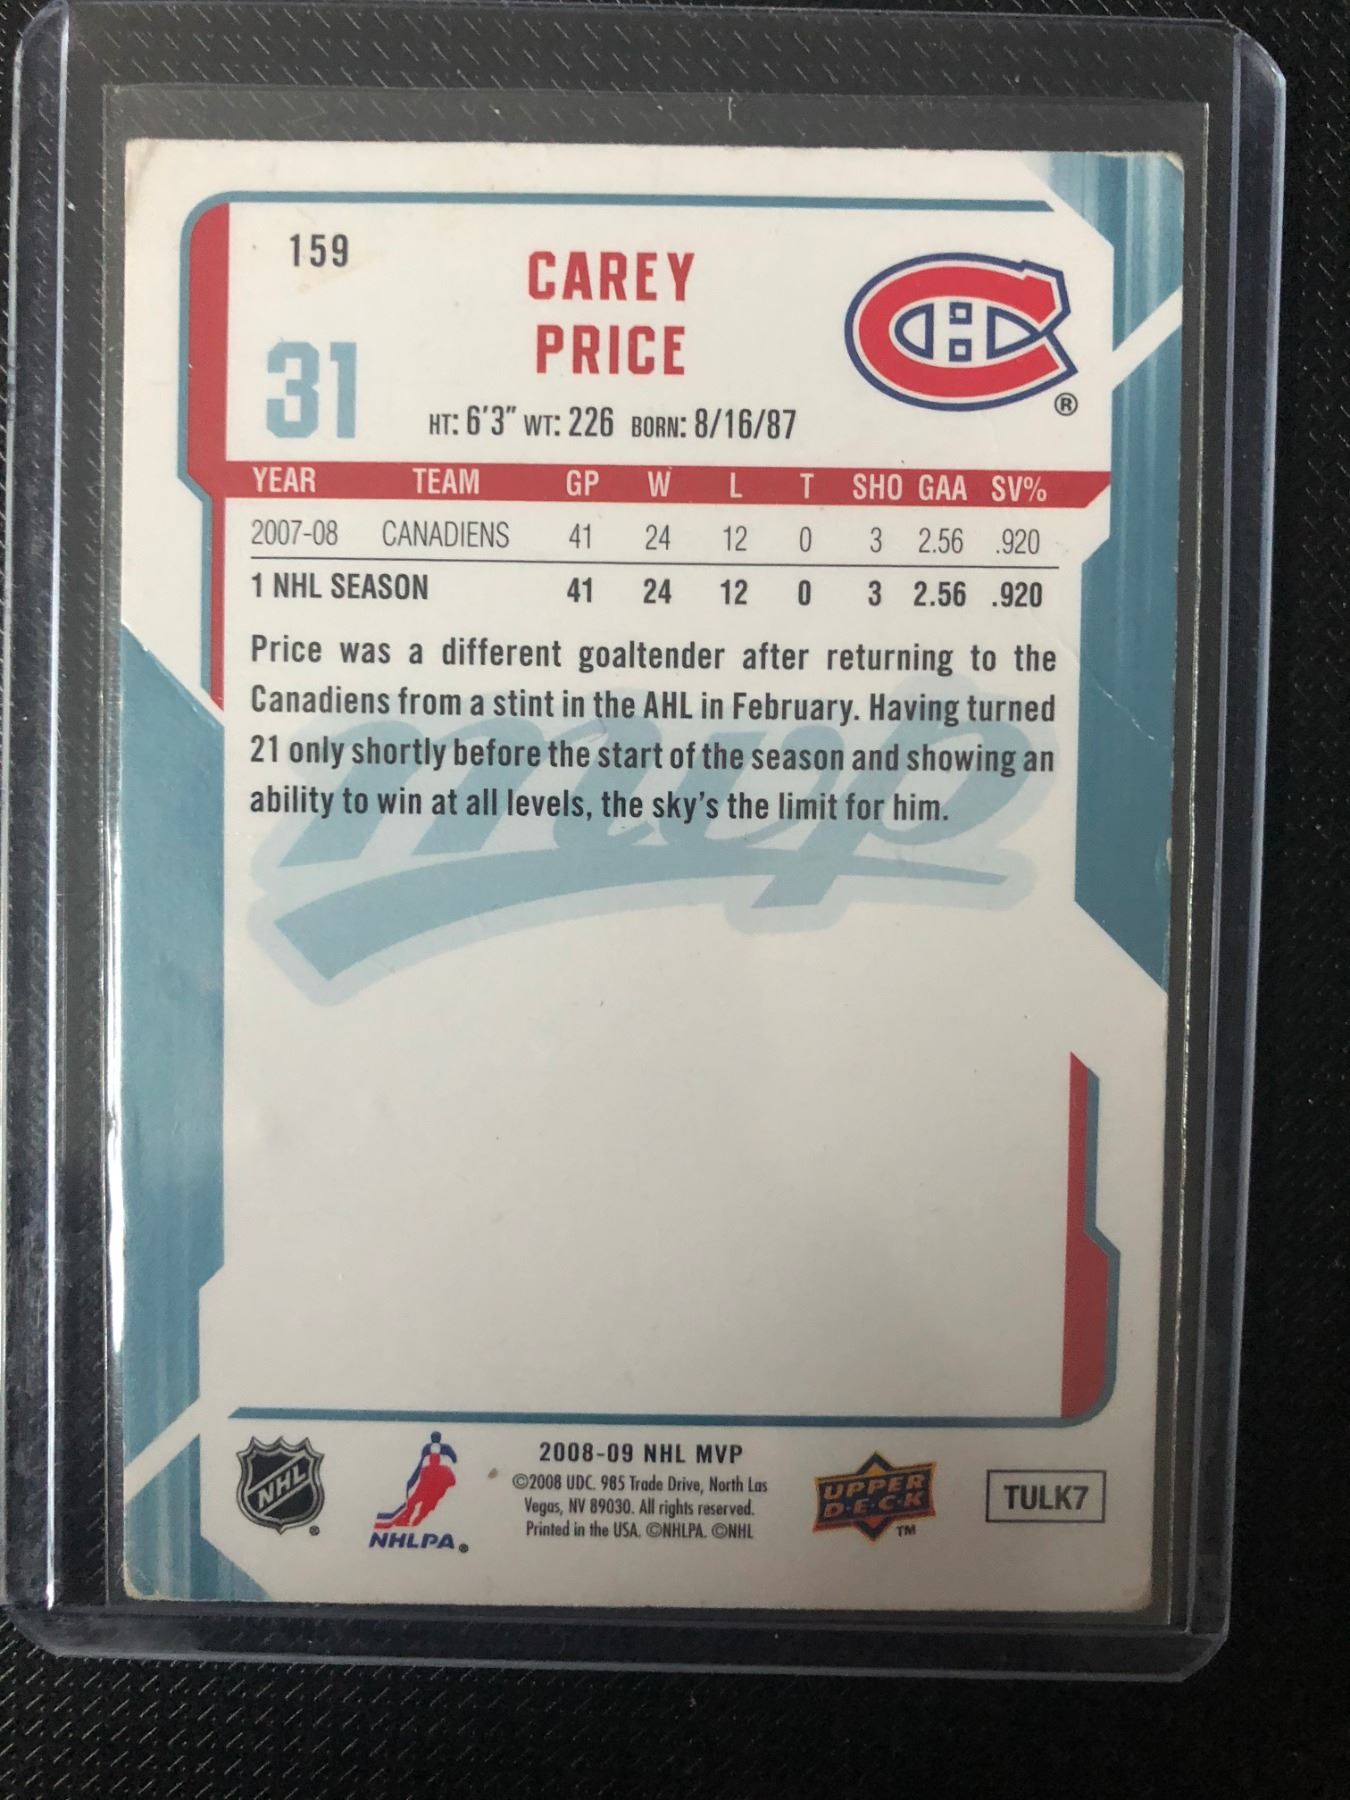 159
CAREY
PRICE
31
HT: 6'3" WT: 226 BORN: 8/16/87
®
YEAR TEAM GP W L T SHO GAA SV%
2007-08 CANADIENS 41 24 12 0 3 2.56 .920
1 NHL SEASON 41 24 12 0 3 2.56 .920
Price was a different goaltender after returning to the
Canadiens from a stint in the AHL in February. Having turned
21 only shortly before the start of the season and showing an
ability to win at all levels, the sky's the limit for him.
mvp
NHL ®
NHLPA®
2008-09 NHL MVP
©2008 UDC. 985 Trade Drive, North Las
Vegas, NV 89030. All rights reserved.
Printed in the USA. ©NHLPA. ©NHL
UPPER
D·E·C·K
TM
TULK7